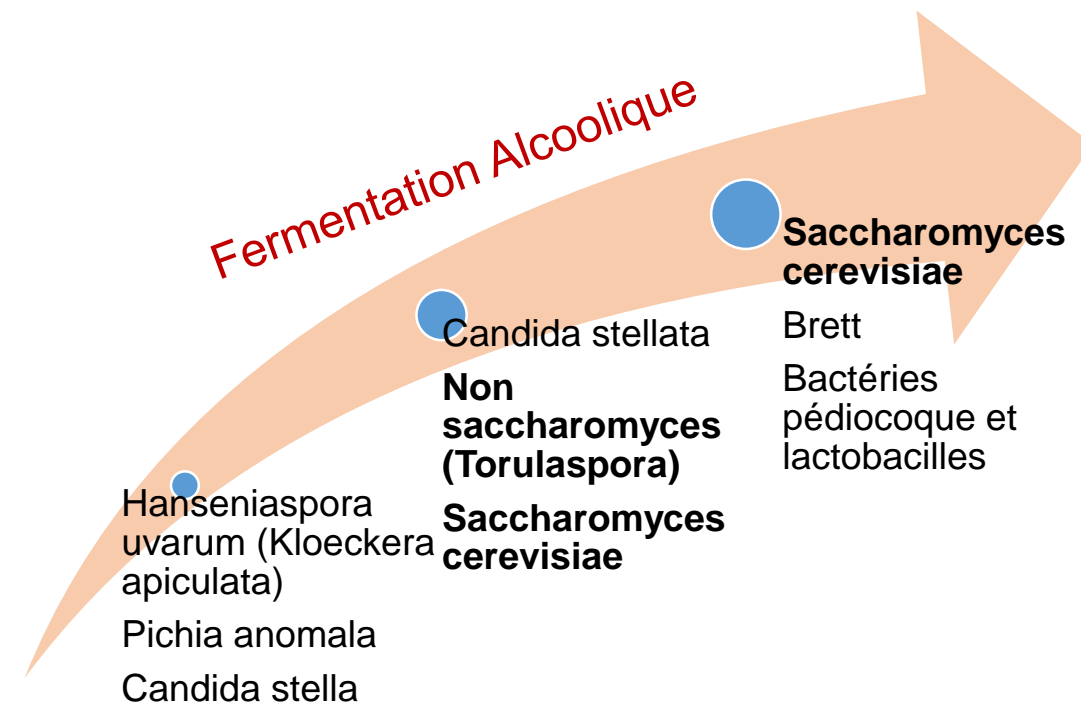 Fermentation Alcoolique
Hanseniaspora
uvarum (Kloeckera
apiculata)
Pichia anomala
Candida stella
Candida stellata
Non
saccharomyces
(Torulaspora)
Saccharomyces
cerevisiae
Saccharomyces
cerevisiae
Brett
Bactéries
pédiocoque et
lactobacilles